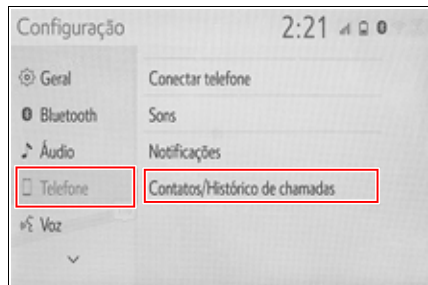 Configuração 2:21
Geral
Conectar telefone
Bluetooth
Sons
Áudio
Notificações
Telefone
Contatos/Histórico de chamadas
Voz